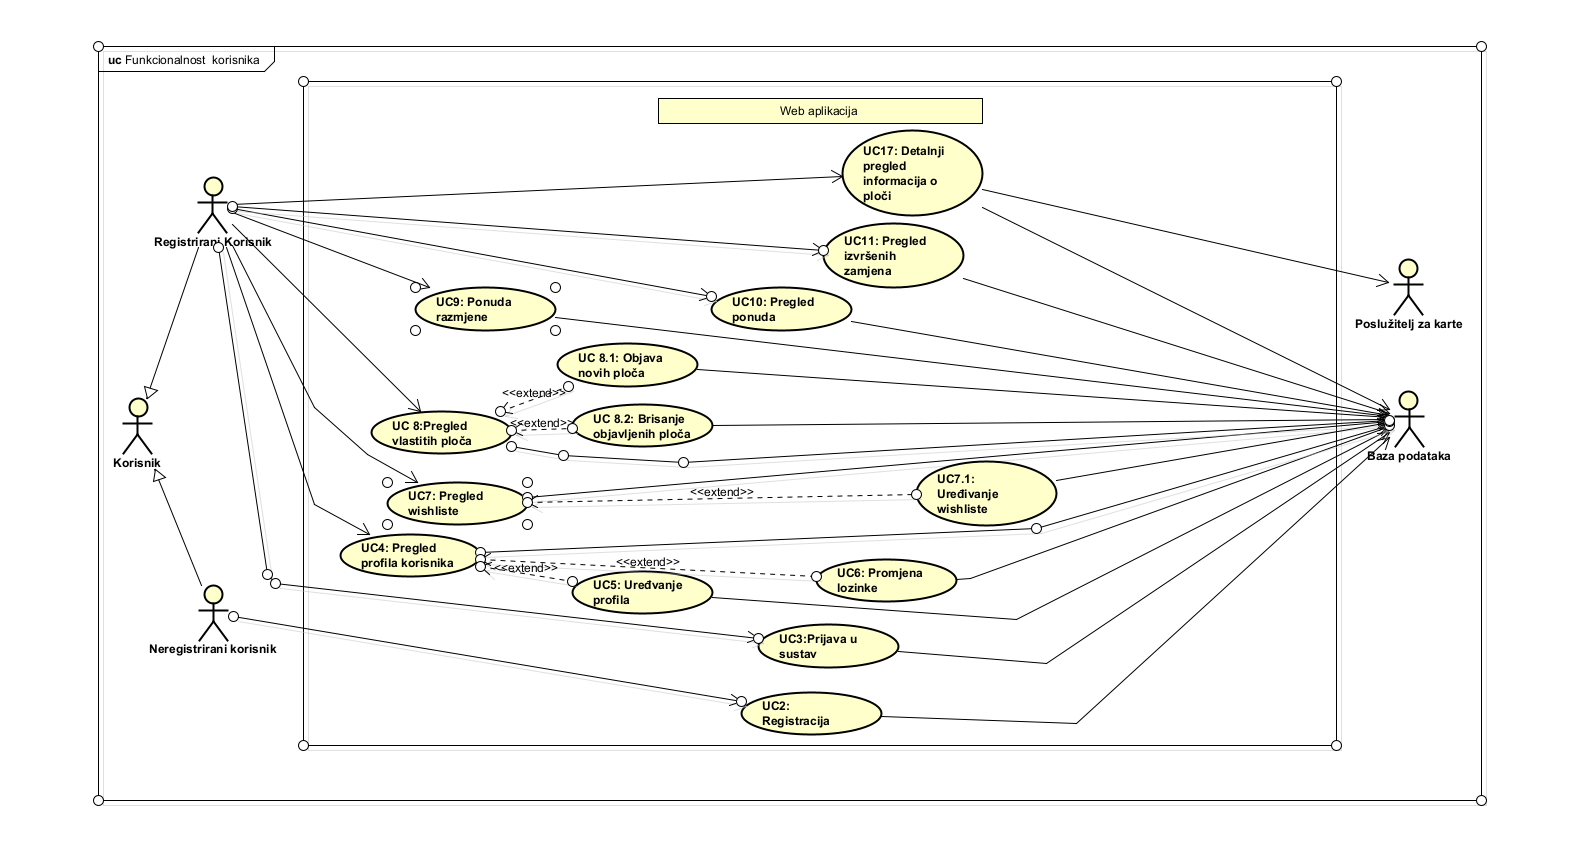 uc Funkcionalnost  korisnika
Web aplikacija
UC17: Detalnji
pregled
informacija o
ploči
Registrirani Korisnik
UC11: Pregled
izvršenih
zamjena
UC9: Ponuda
razmjene
UC10: Pregled
ponuda
Poslužitelj za karte
UC 8.1: Objava
novih ploča
<<extend>>
UC 8:Pregled
vlastitih ploča
<<extend>>
UC 8.2: Brisanje
objavljenih ploča
Korisnik
Baza podataka
UC7: Pregled
wishliste
<<extend>>
UC7.1:
Uređivanje
wishliste
UC4: Pregled
profila korisnika
<<extend>>
<<extend>>
UC6: Promjena
lozinke
UC5: Uređvanje
profila
UC3:Prijava u
sustav
Neregistrirani korisnik
UC2:
Registracija